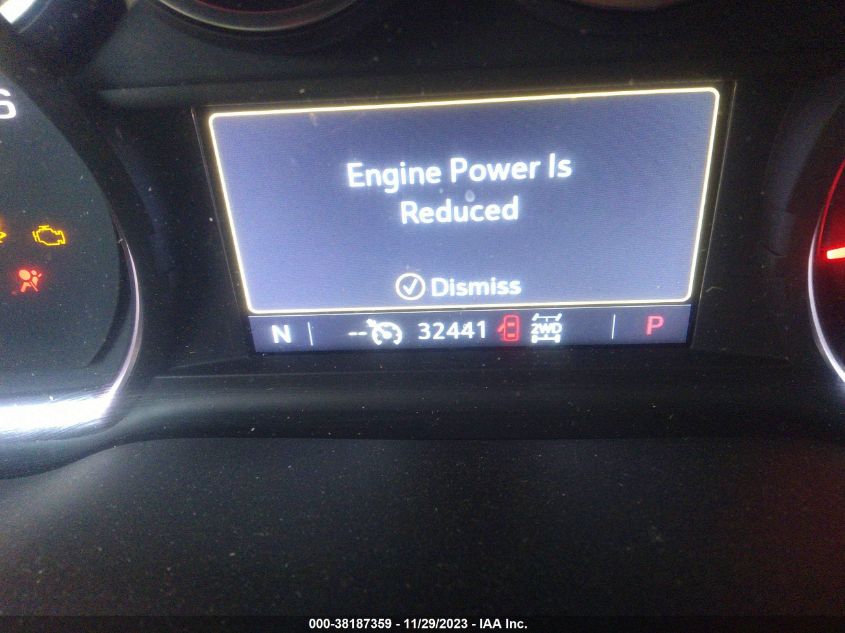 Engine Power Is
Reduced
Dismiss
N -- 32441 2WD P
000-38187359 - 11/29/2023 - IAA Inc.